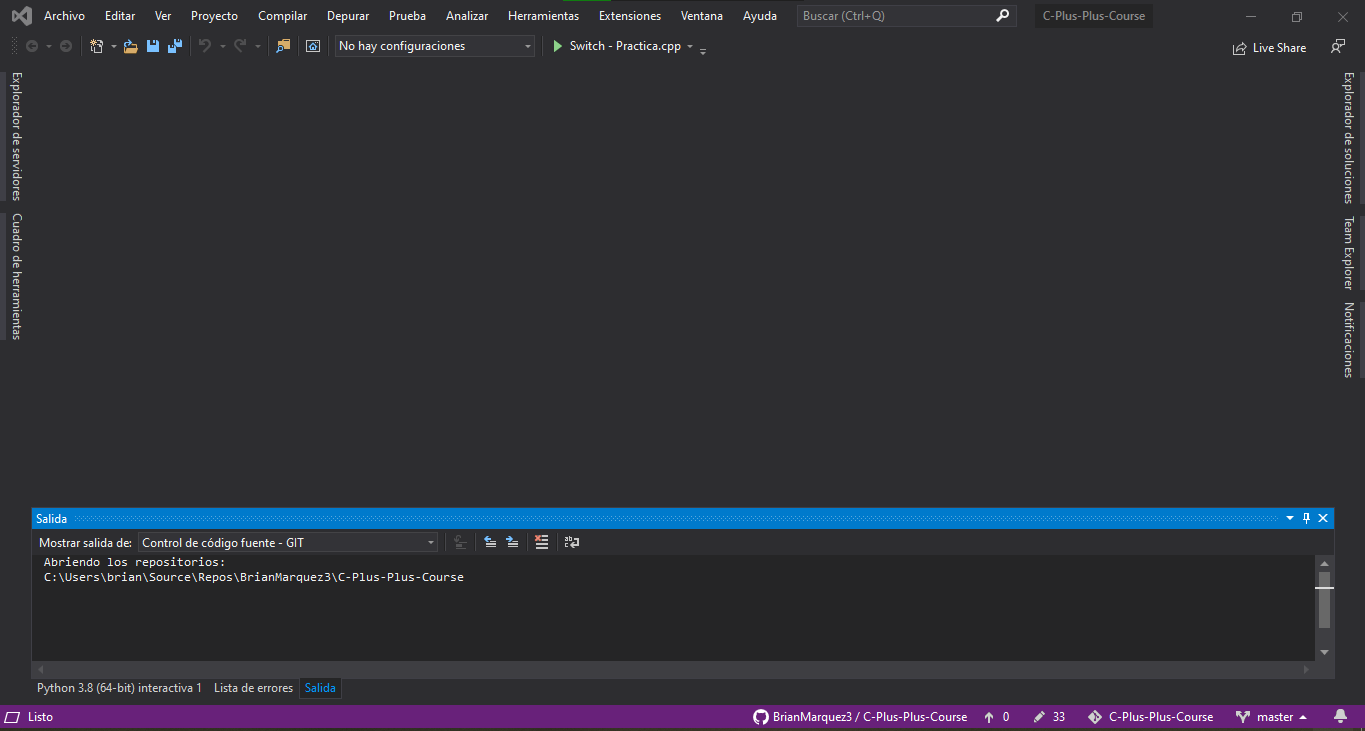 Archivo Editar Ver Proyecto Compilar Depurar Prueba Analizar Herramientas Extensiones Ventana Ayuda Buscar (Ctrl+Q) C-Plus-Plus-Course
No hay configuraciones Switch - Practica.cpp Live Share
Explorador de servidores
Cuadro de herramientas
Explorador de soluciones
Team Explorer
Notificaciones
Salida
Mostrar salida de: Control de código fuente - GIT
Abriendo los repositorios:
C:\Users\brian\Source\Repos\BrianMarquez3\C-Plus-Plus-Course
Python 3.8 (64-bit) interactiva 1 Lista de errores Salida
Listo BrianMarquez3 / C-Plus-Plus-Course 0 33 C-Plus-Plus-Course master